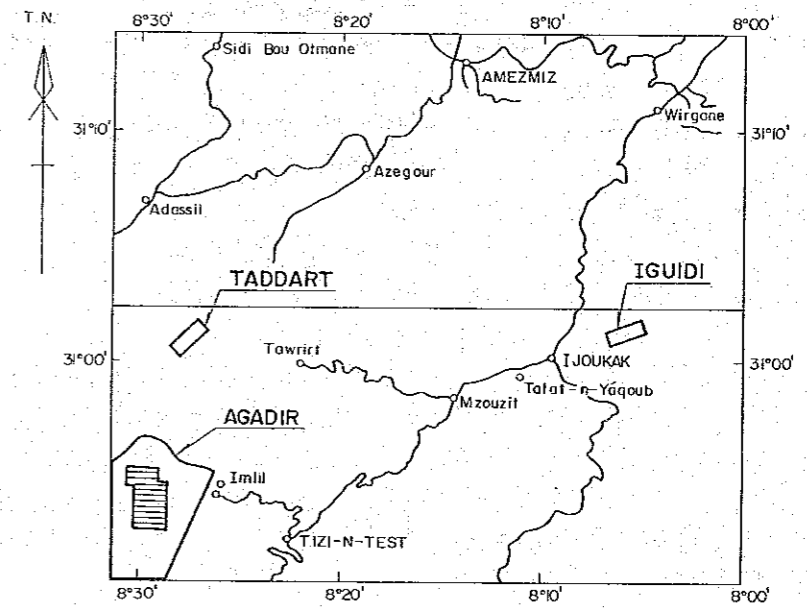 T.N.
8°30'
8°20'
8°10'
8°00'
Sidi Bou Otmane
AMEZMIZ
Wirgane
31°10'
31°10'
Azegour
Adassil
TADDART
IGUIDI
31°00'
Tawrirt
IJOUKAK
31°00'
Talat-n-Yáqoub
Mzouzit
AGADIR
Imlil
TIZI-N-TEST
8°30'
8°20'
8°10'
8°00'